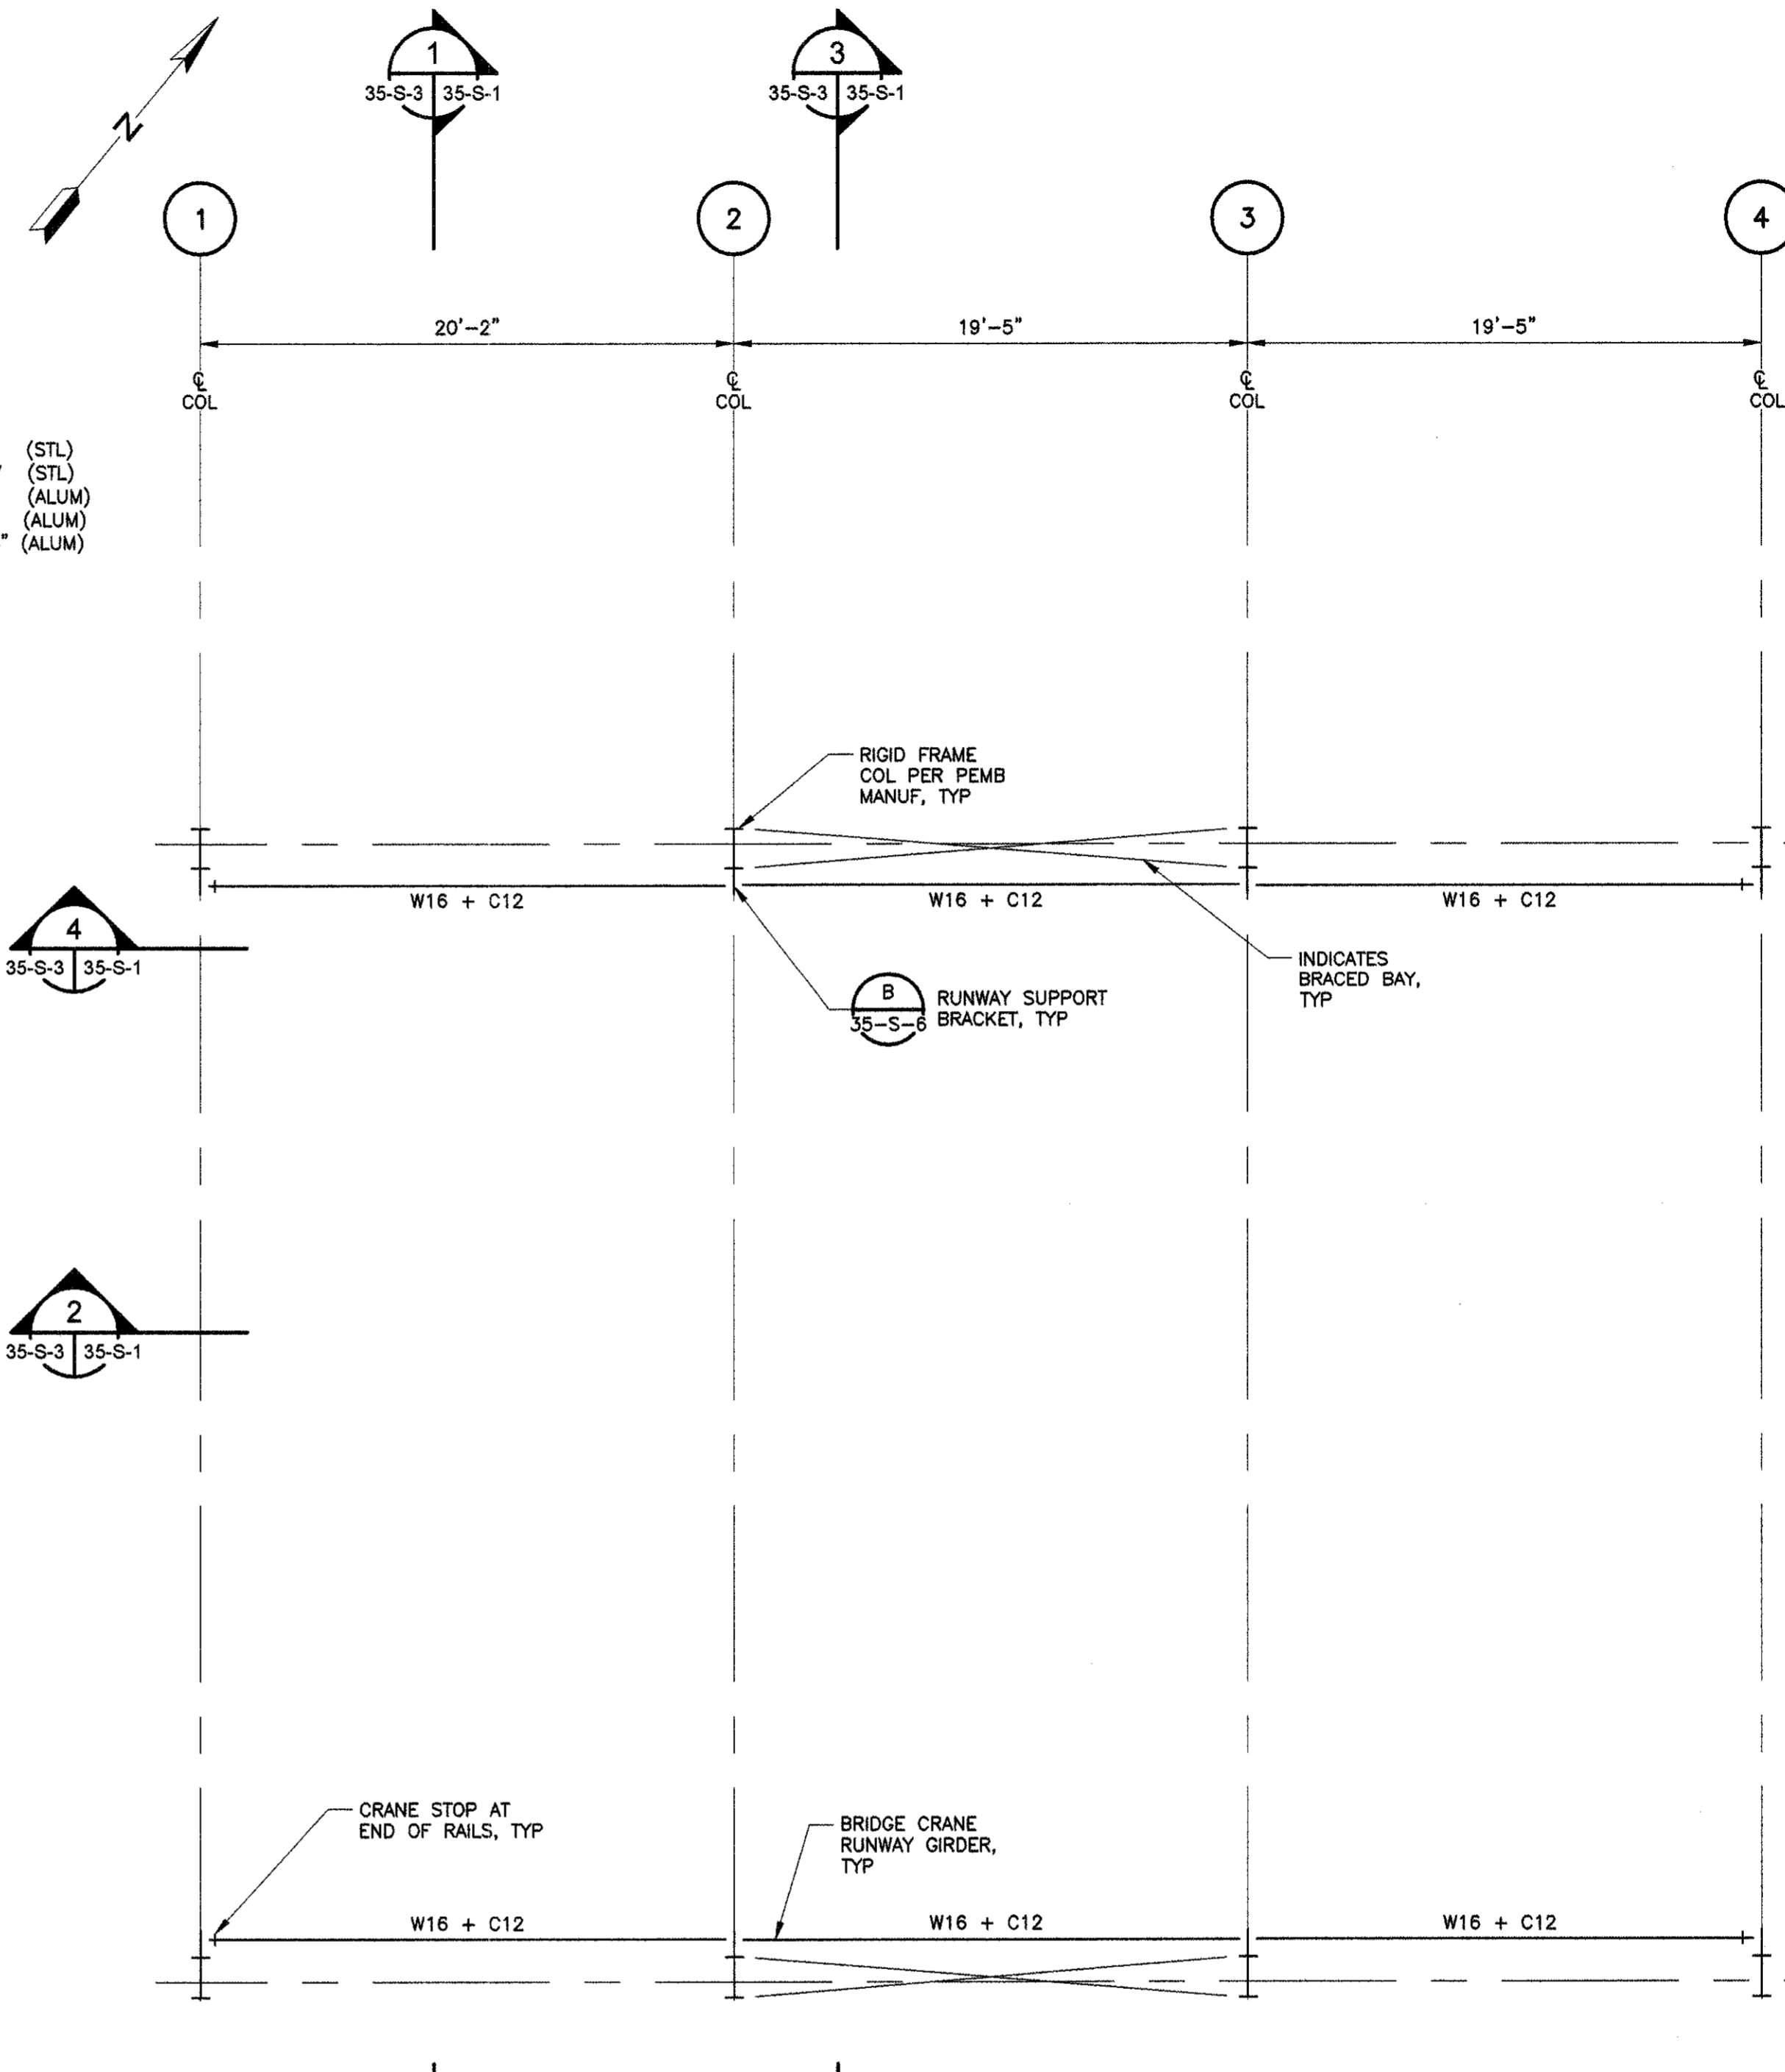 N
1
35-S-3 35-S-1
3
35-S-3 35-S-1
1
2
3
4
20'-2"
19'-5"
19'-5"
℄
COL
℄
COL
℄
COL
℄
COL
(STL)
(STL)
(ALUM)
(ALUM)
" (ALUM)
RIGID FRAME
COL PER PEMB
MANUF, TYP
W16 + C12
W16 + C12
W16 + C12
4
35-S-3 35-S-1
INDICATES
BRACED BAY,
TYP
B
35-S-6
RUNWAY SUPPORT
BRACKET, TYP
2
35-S-3 35-S-1
CRANE STOP AT
END OF RAILS, TYP
BRIDGE CRANE
RUNWAY GIRDER,
TYP
W16 + C12
W16 + C12
W16 + C12